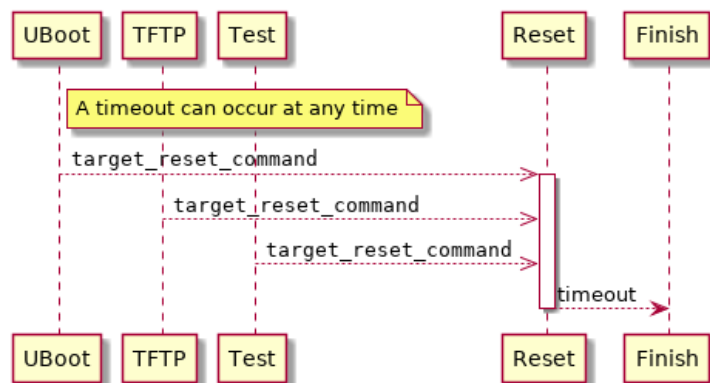 UBoot TFTP Test Reset Finish
A timeout can occur at any time
target_reset_command
target_reset_command
target_reset_command
timeout
UBoot TFTP Test Reset Finish